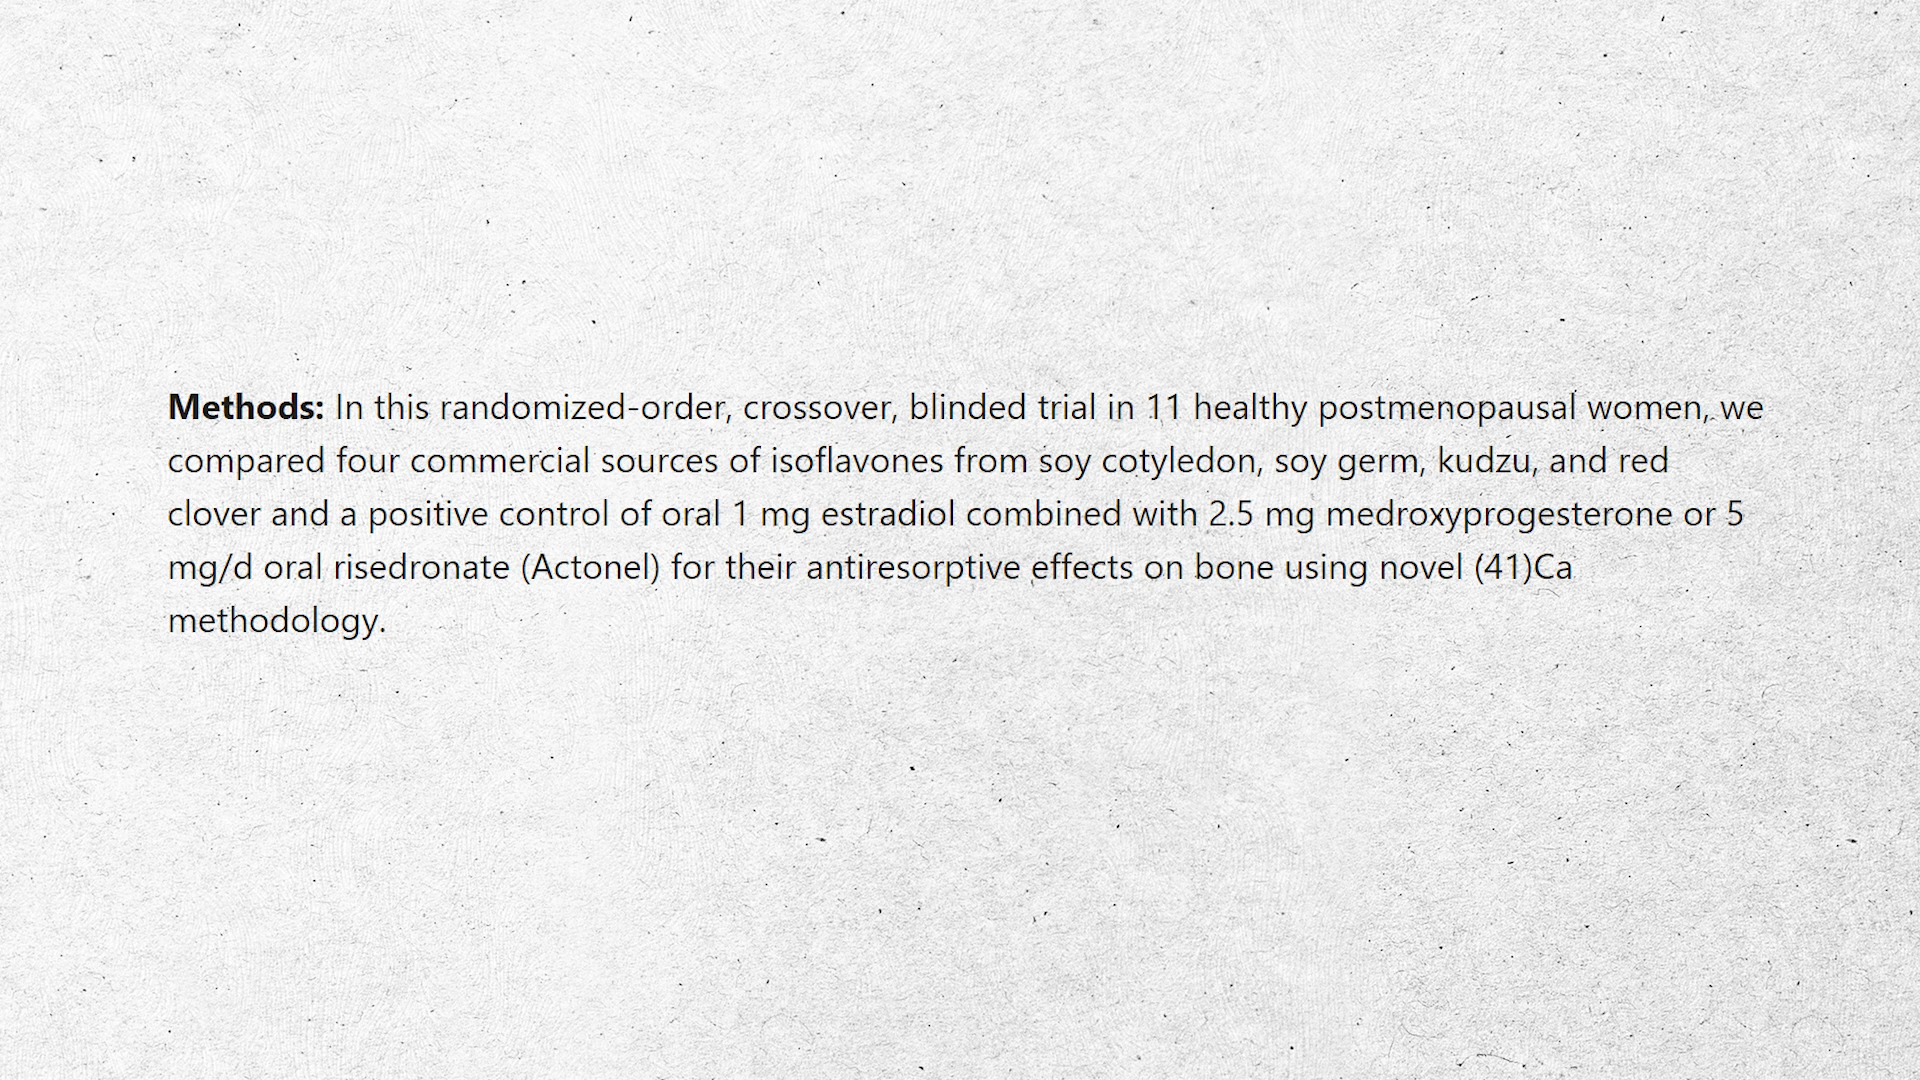 Methods: In this randomized-order, crossover, blinded trial in 11 healthy postmenopausal women, we
compared four commercial sources of isoflavones from soy cotyledon, soy germ, kudzu, and red
clover and a positive control of oral 1 mg estradiol combined with 2.5 mg medroxyprogesterone or 5
mg/d oral risedronate (Actonel) for their antiresorptive effects on bone using novel (41)Ca
methodology.